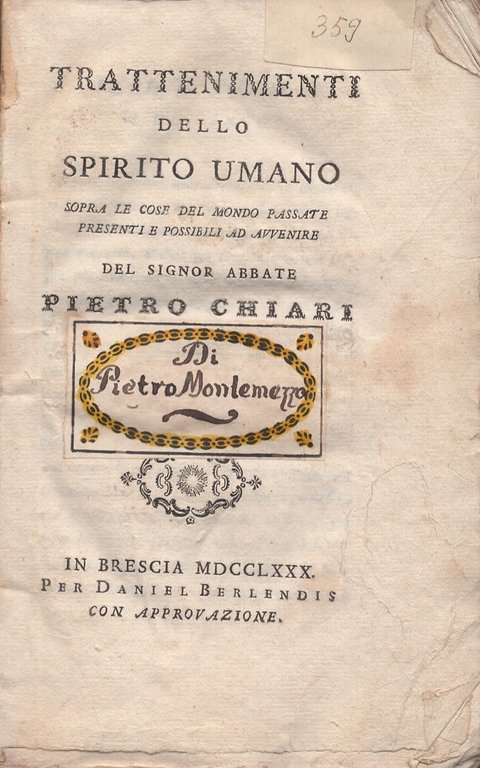 359
TRATTENIMENTI
DELLO
SPIRITO UMANO
SOPRA LE COSE DEL MONDO PASSATE
PRESENTI E POSSIBILI AD AVVENIRE
DEL SIGNOR ABBATE
PIETRO CHIARI
Di
Pietro Montemezzo
IN BRESCIA MDCCLXXX.
PER DANIEL BERLENDIS
CON APPROVAZIONE.